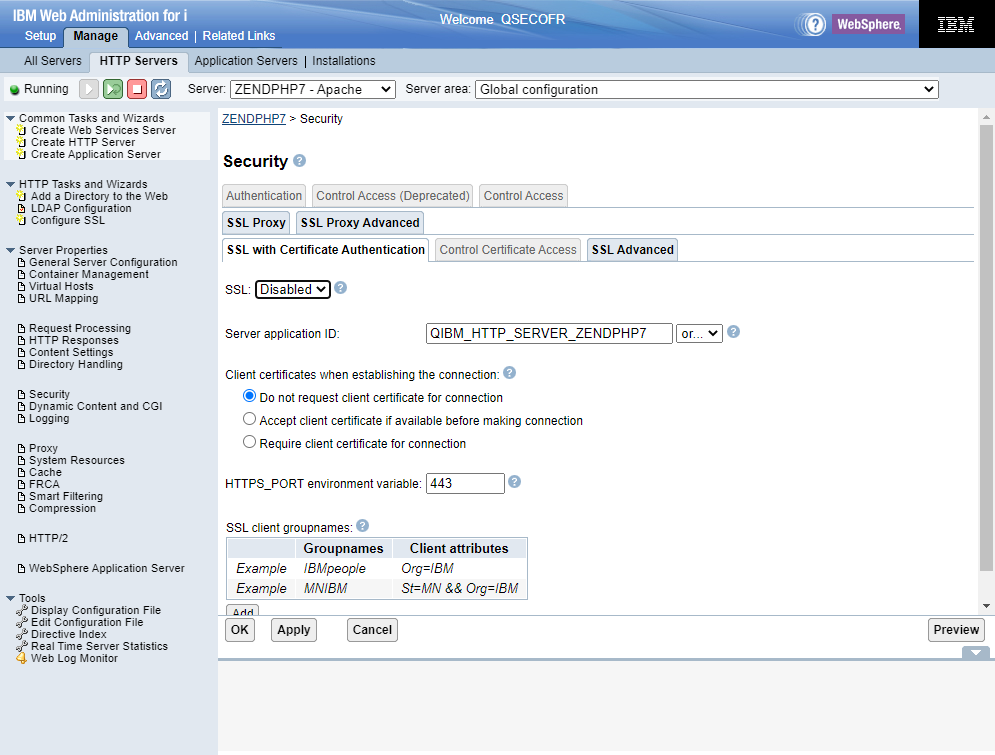 IBM Web Administration for i
Welcome QSECOFR
WebSphere.
IBM
Setup Manage Advanced | Related Links
All Servers HTTP Servers Application Servers | Installations
Running Server: ZENDPHP7 - Apache Server area: Global configuration
Common Tasks and Wizards
Create Web Services Server
Create HTTP Server
Create Application Server
HTTP Tasks and Wizards
Add a Directory to the Web
LDAP Configuration
Configure SSL
Server Properties
General Server Configuration
Container Management
Virtual Hosts
URL Mapping
Request Processing
HTTP Responses
Content Settings
Directory Handling
Security
Dynamic Content and CGI
Logging
Proxy
System Resources
Cache
FRCA
Smart Filtering
Compression
HTTP/2
WebSphere Application Server
Tools
Display Configuration File
Edit Configuration File
Directive Index
Real Time Server Statistics
Web Log Monitor
ZENDPHP7 > Security
Security
Authentication Control Access (Deprecated) Control Access
SSL Proxy SSL Proxy Advanced
SSL with Certificate Authentication Control Certificate Access SSL Advanced
SSL: Disabled
Server application ID: QIBM_HTTP_SERVER_ZENDPHP7 or...
Client certificates when establishing the connection:
Do not request client certificate for connection
Accept client certificate if available before making connection
Require client certificate for connection
HTTPS_PORT environment variable: 443
SSL client groupnames:
Groupnames Client attributes
Example IBMpeople Org=IBM
Example MNIBM St=MN && Org=IBM
Add
OK Apply Cancel Preview